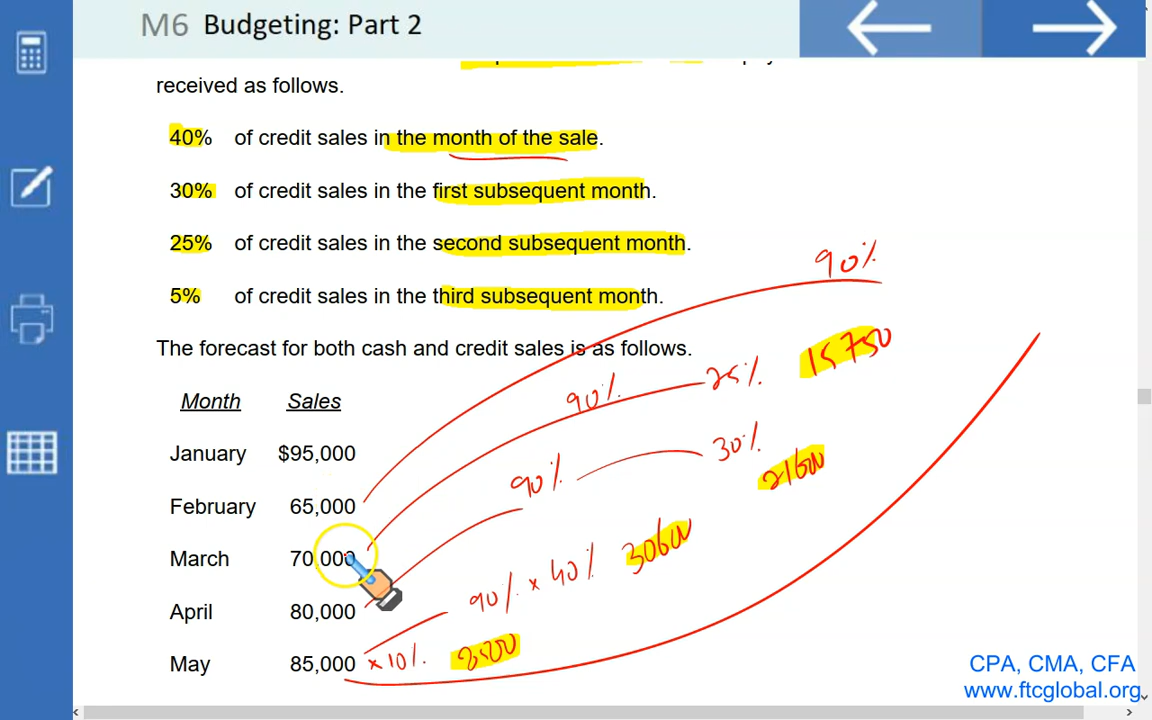 M6 Budgeting: Part 2
received as follows.
40% of credit sales in the month of the sale.
30% of credit sales in the first subsequent month.
25% of credit sales in the second subsequent month.
5% of credit sales in the third subsequent month.
90%
The forecast for both cash and credit sales is as follows.
15750
90%
25%
Month Sales
30%
January $95,000
90%
21600
February 65,000
30600
March 70,000
90% × 40%
April 80,000
May 85,000 × 10% 8500
CPA, CMA, CFA
www.ftcglobal.org